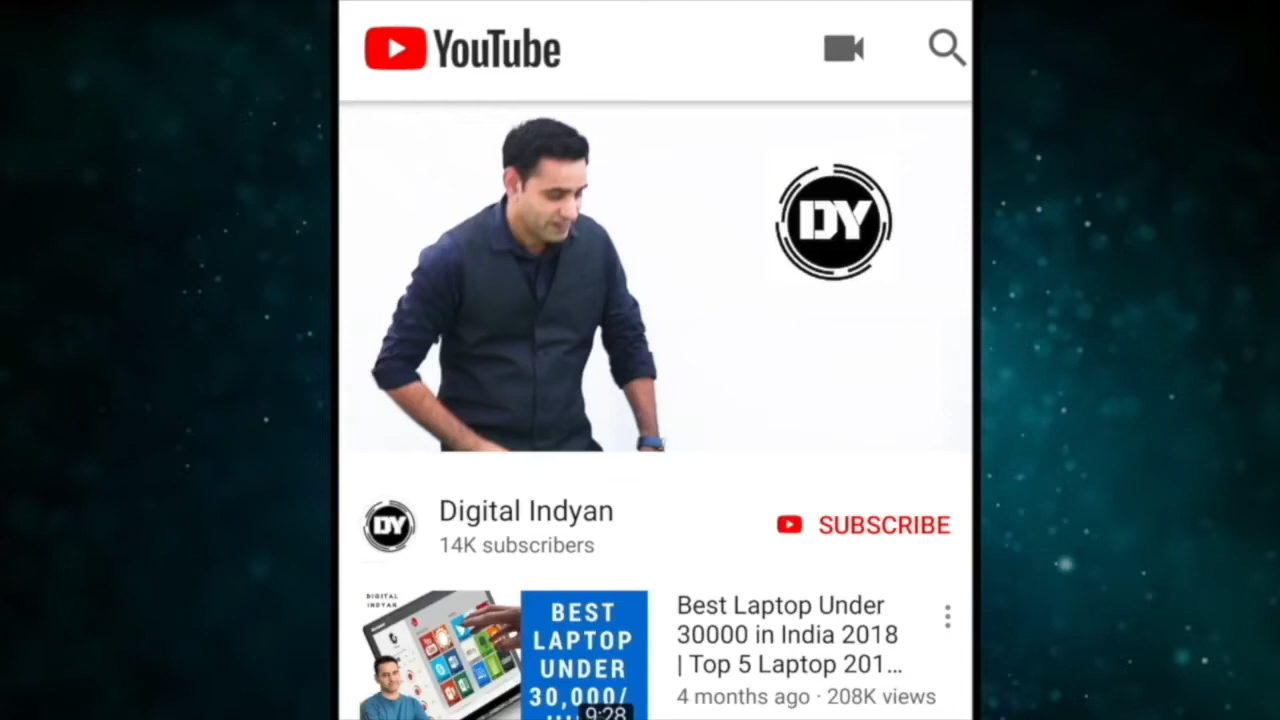 YouTube
DY
DY
Digital Indyan
14K subscribers
SUBSCRIBE
DIGITAL
INDYAN
BEST
LAPTOP
UNDER
30,000/
9:28
Best Laptop Under
30000 in India 2018
| Top 5 Laptop 201...
4 months ago · 208K views